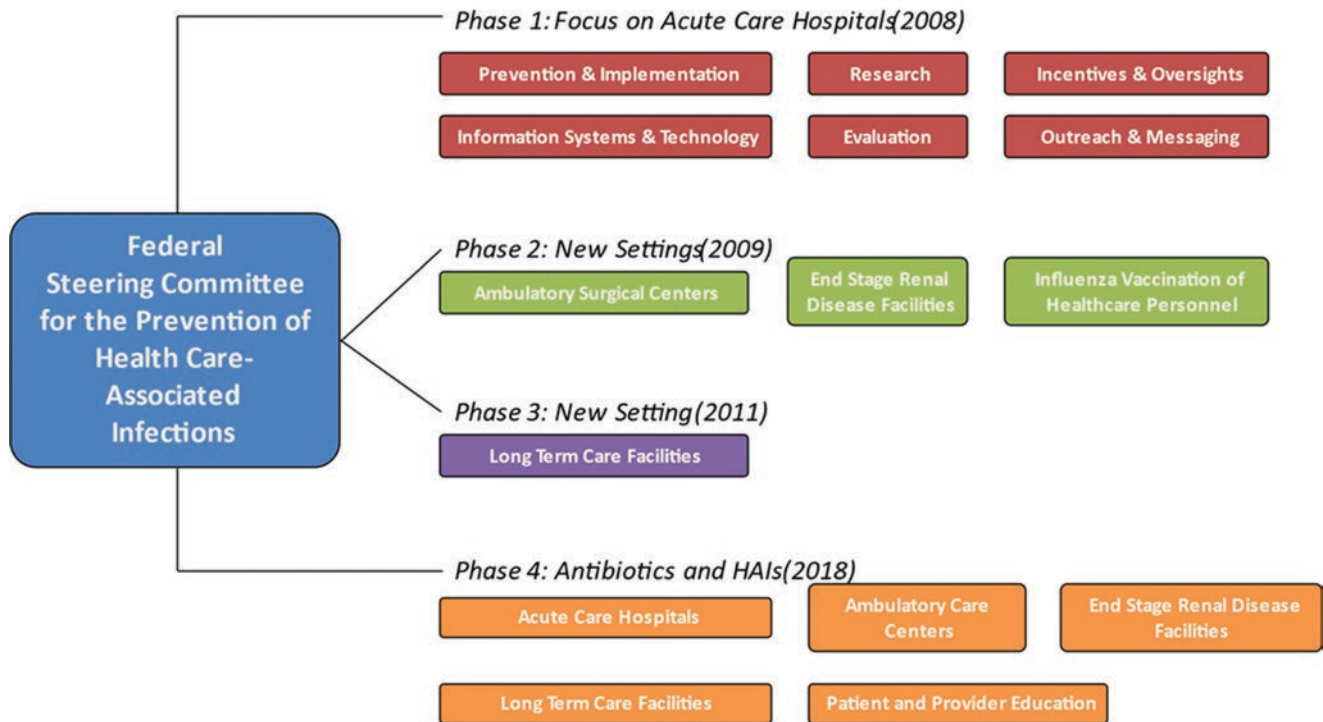 Phase 1: Focus on Acute Care Hospitals(2008)
Prevention & Implementation
Research
Incentives & Oversights
Information Systems & Technology
Evaluation
Outreach & Messaging
Federal
Steering Committee
for the Prevention of
Health Care-
Associated
Infections
Phase 2: New Settings(2009)
Ambulatory Surgical Centers
End Stage Renal
Disease Facilities
Influenza Vaccination of
Healthcare Personnel
Phase 3: New Setting(2011)
Long Term Care Facilities
Phase 4: Antibiotics and HAIs(2018)
Acute Care Hospitals
Ambulatory Care
Centers
End Stage Renal Disease
Facilities
Long Term Care Facilities
Patient and Provider Education